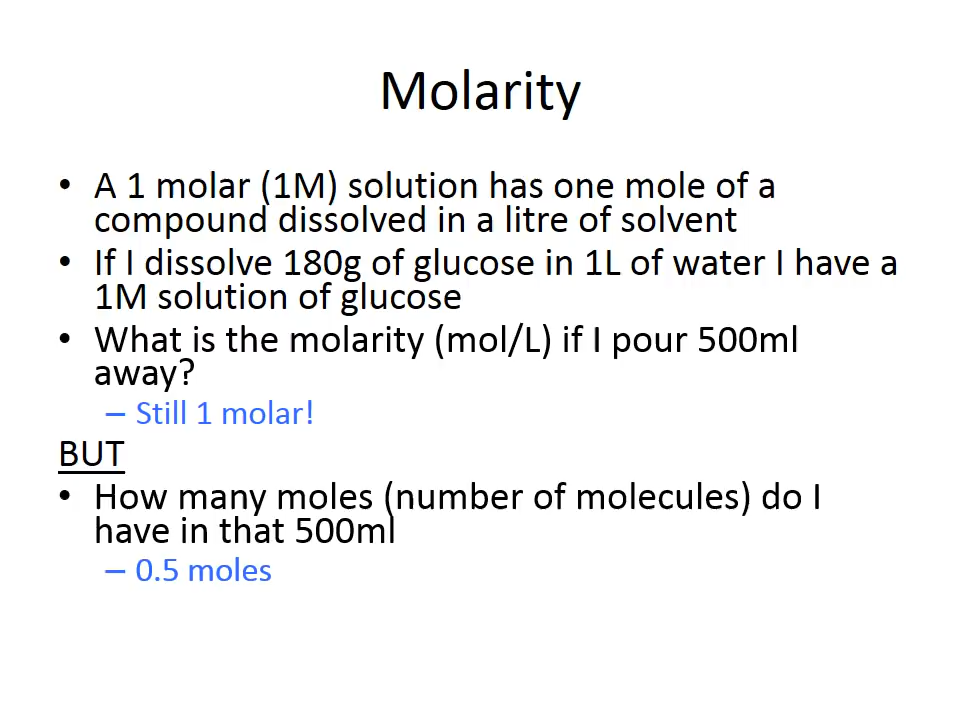 Molarity
• A 1 molar (1M) solution has one mole of a
compound dissolved in a litre of solvent
• If I dissolve 180g of glucose in 1L of water I have a
1M solution of glucose
• What is the molarity (mol/L) if I pour 500ml
away?
– Still 1 molar!
BUT
• How many moles (number of molecules) do I
have in that 500ml
– 0.5 moles